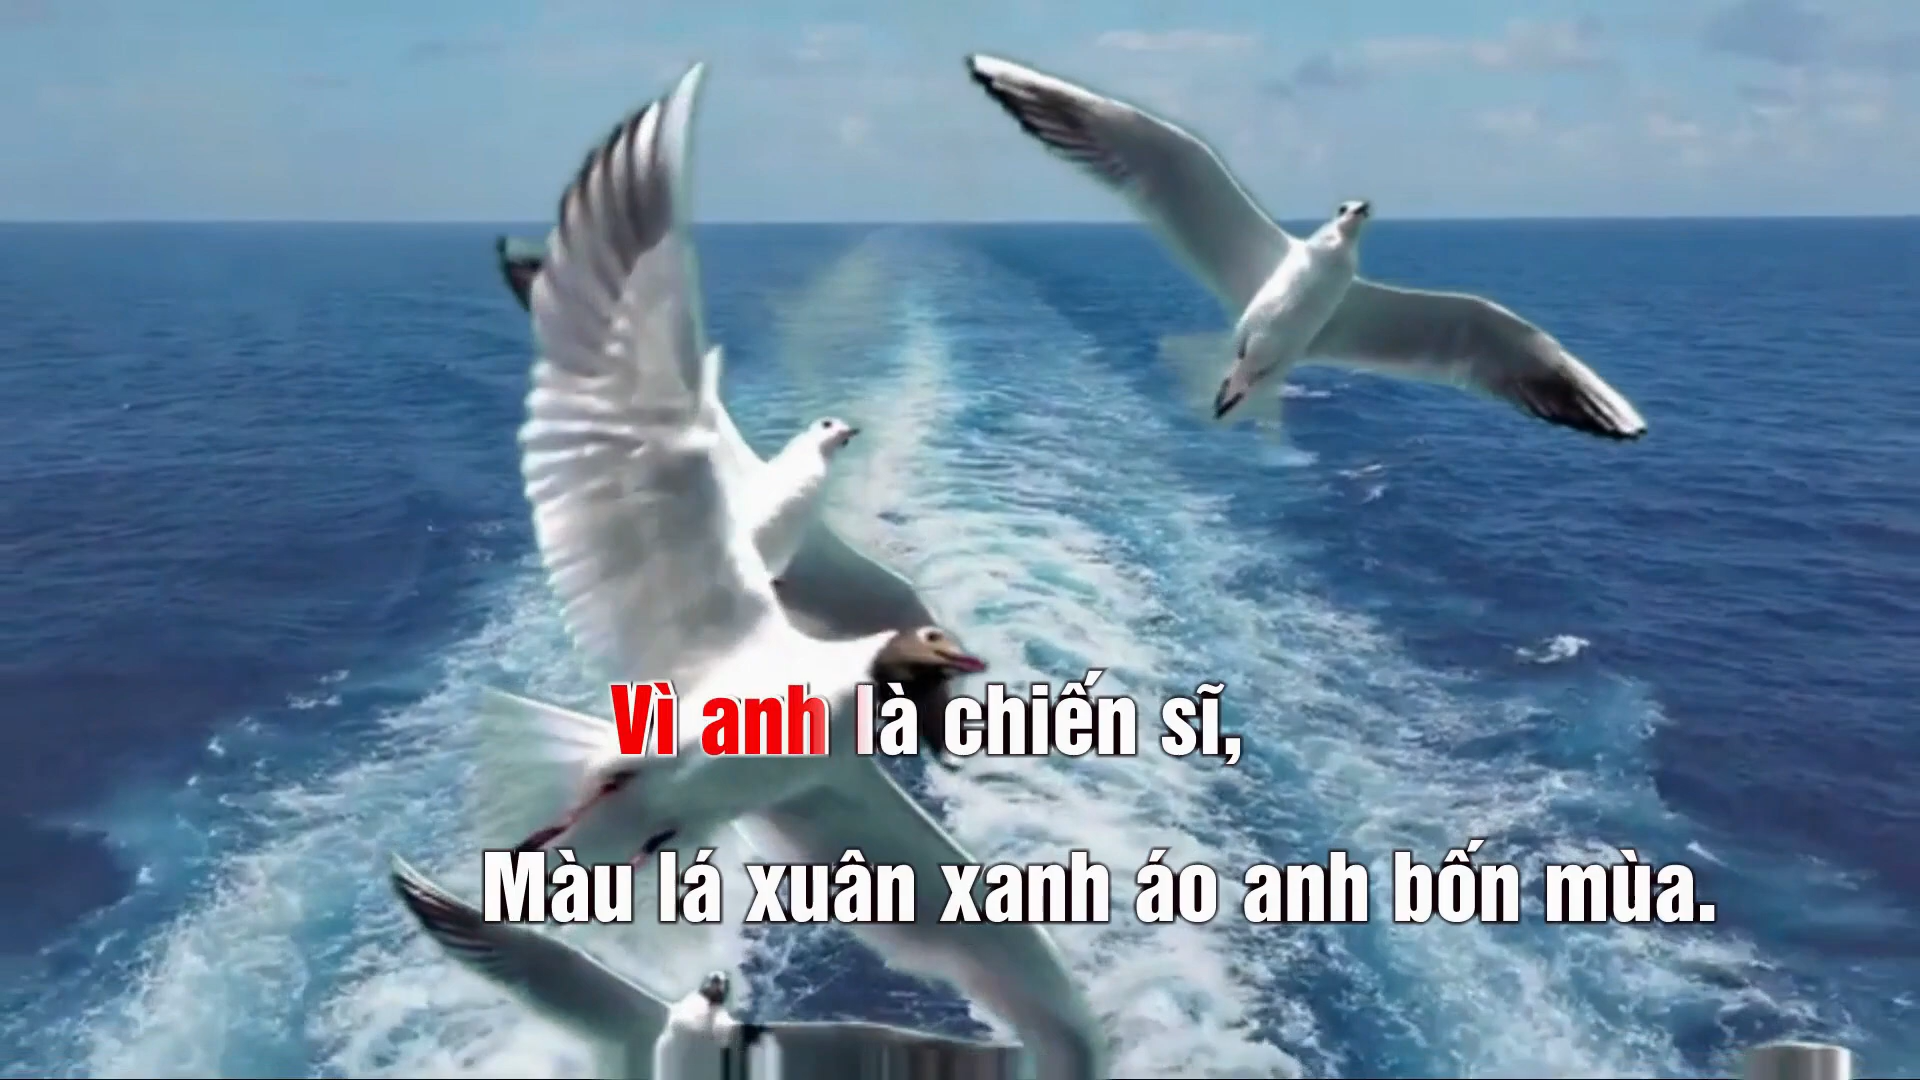 Vì anh là chiến sĩ,
Màu lá xuân xanh áo anh bốn mùa.